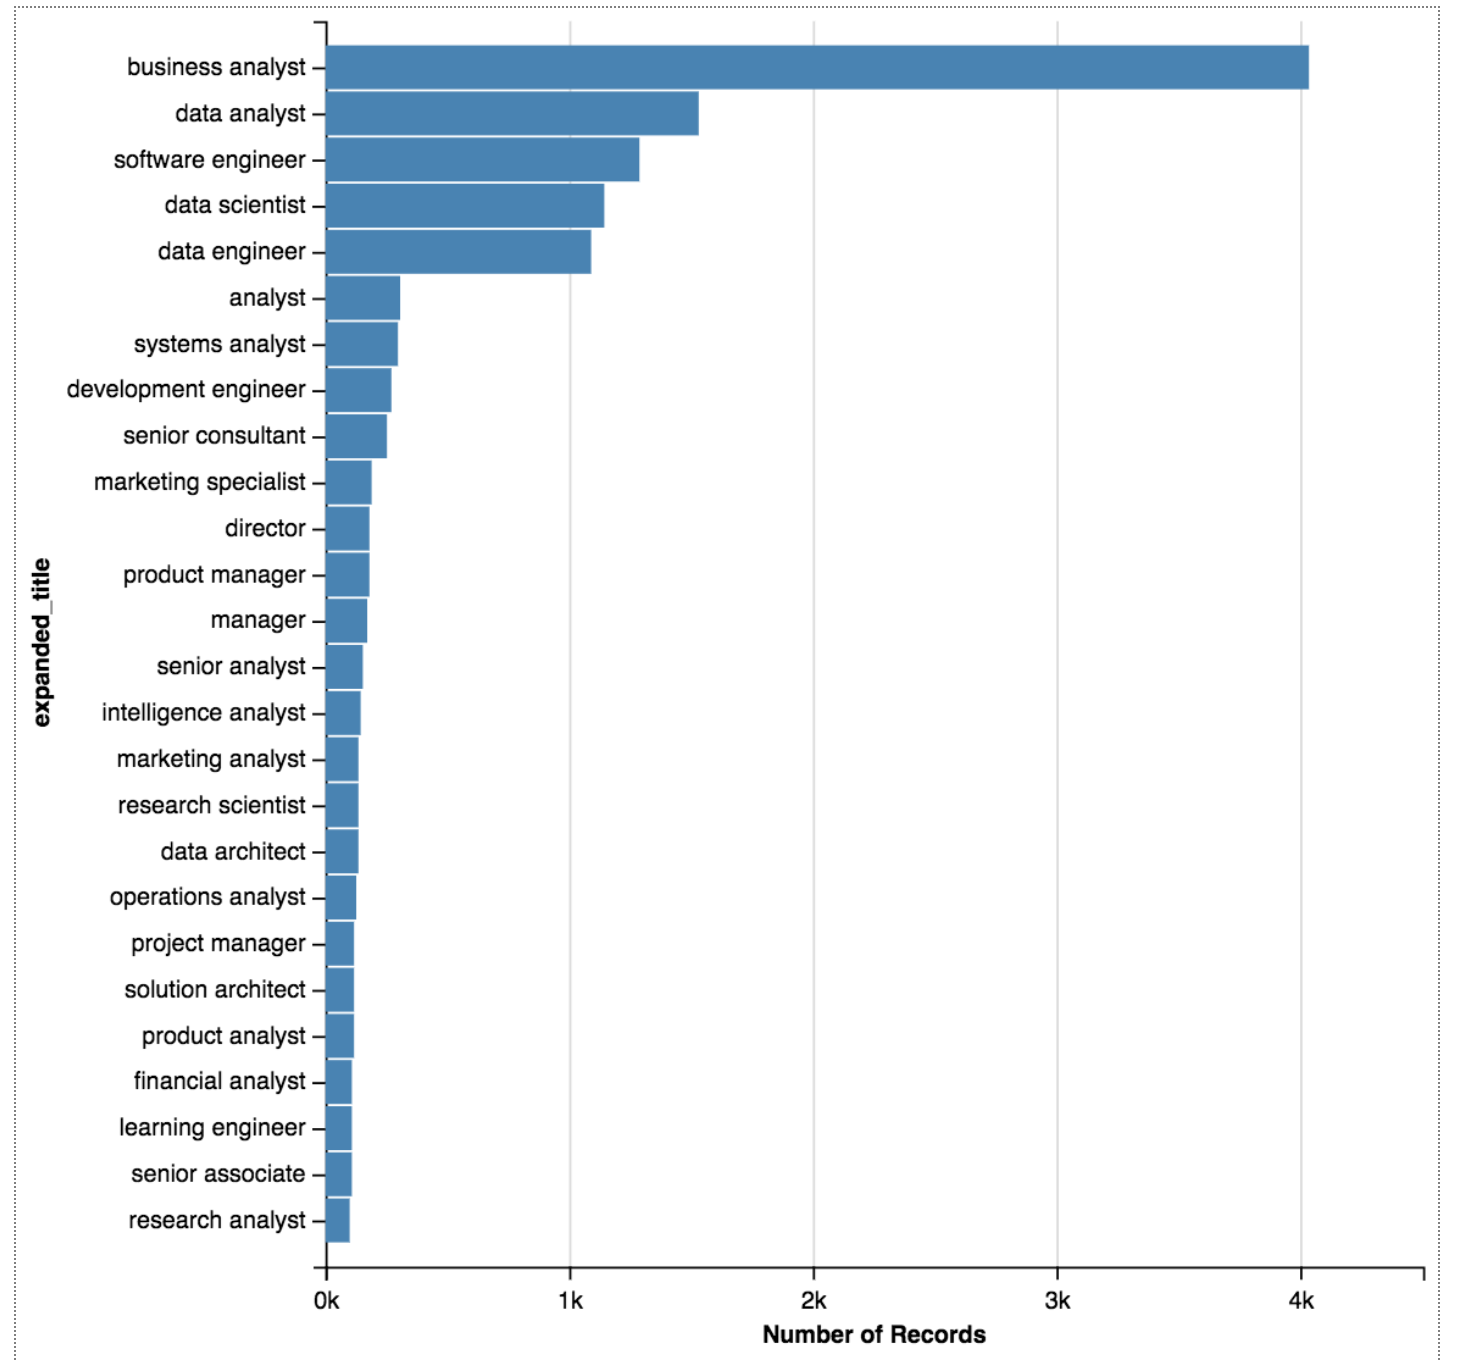 business analyst
data analyst
software engineer
data scientist
data engineer
analyst
systems analyst
development engineer
senior consultant
marketing specialist
director
product manager
manager
senior analyst
intelligence analyst
marketing analyst
research scientist
data architect
operations analyst
project manager
solution architect
product analyst
financial analyst
learning engineer
senior associate
research analyst
expanded_title
0k 1k 2k 3k 4k
Number of Records